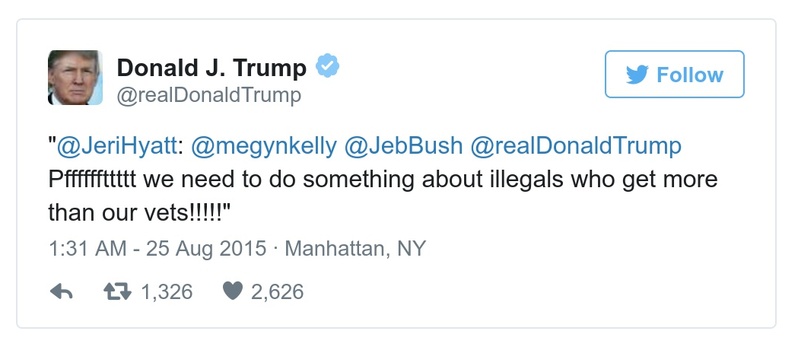 Donald J. Trump
@realDonaldTrump
Follow
"@JeriHyatt: @megynkelly @JebBush @realDonaldTrump
Pfffffffttttt we need to do something about illegals who get more
than our vets!!!!!"
1:31 AM - 25 Aug 2015 · Manhattan, NY
1,326 2,626